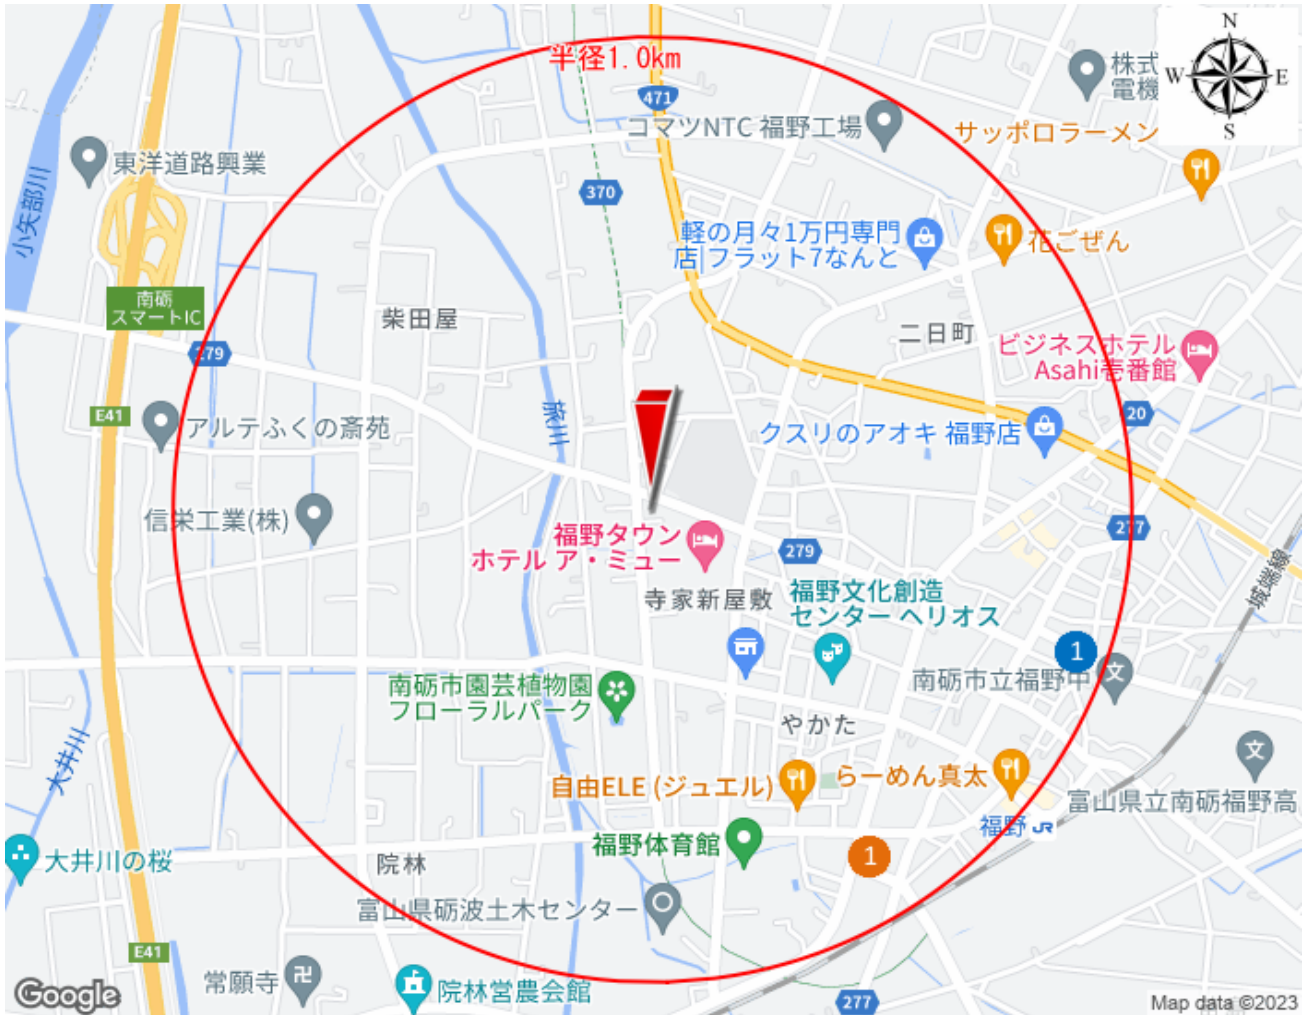 半径1.0km
N
W
E
S
471
株式
電機
コマツNTC 福野工場
サッポロラーメン
東洋道路興業
小矢部川
370
軽の月々1万円専門
店|フラット7なんと
花ごぜん
南砺
スマートIC
柴田屋
二日町
279
ビジネスホテル
Asahi壱番館
E41
20
旅川
アルテふくの斎苑
クスリのアオキ 福野店
信栄工業(株)
277
福野タウン
ホテル ア・ミュー
279
城端線
寺家新屋敷
福野文化創造
センター ヘリオス
1
南砺市立福野中
文
南砺市園芸植物園
フローラルパーク
やかた
大井川
自由ELE (ジュエル)
らーめん真太
文
富山県立南砺福野高
福野 JR
福野体育館
1
大井川の桜
院林
富山県砺波土木センター
E41
常願寺
院林営農会館
277
Google
Map data ©2023